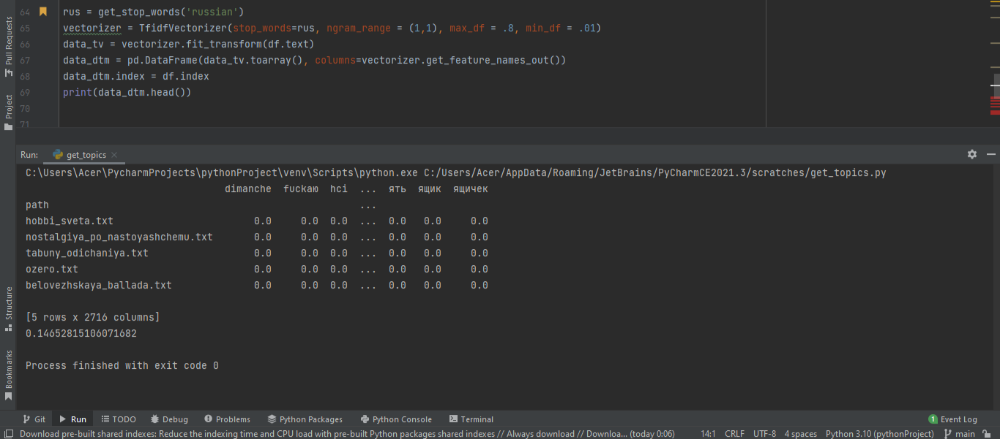 64 rus = get_stop_words('russian')
65 vectorizer = TfidfVectorizer(stop_words=rus, ngram_range = (1,1), max_df = .8, min_df = .01)
66 data_tv = vectorizer.fit_transform(df.text)
67 data_dtm = pd.DataFrame(data_tv.toarray(), columns=vectorizer.get_feature_names_out())
68 data_dtm.index = df.index
69 print(data_dtm.head())
70
71
Pull Requests
Project
Structure
Bookmarks
Run: get_topics
C:\Users\Acer\PycharmProjects\pythonProject\venv\Scripts\python.exe C:/Users/Acer/AppData/Roaming/JetBrains/PyCharmCE2021.3/scratches/get_topics.py
dimanche fuckаю hci ... ять ящик ящичек
path ...
hobbi_sveta.txt 0.0 0.0 0.0 ... 0.0 0.0 0.0
nostalgiya_po_nastoyashchemu.txt 0.0 0.0 0.0 ... 0.0 0.0 0.0
tabuny_odichaniya.txt 0.0 0.0 0.0 ... 0.0 0.0 0.0
ozero.txt 0.0 0.0 0.0 ... 0.0 0.0 0.0
belovezhskaya_ballada.txt 0.0 0.0 0.0 ... 0.0 0.0 0.0
[5 rows x 2716 columns]
0.14652815106071682
Process finished with exit code 0
Git Run TODO Debug Problems Python Packages Python Console Terminal 1 Event Log
Download pre-built shared indexes: Reduce the indexing time and CPU load with pre-built Python packages shared indexes // Always download // Downloa... (today 0:06) 14:1 CRLF UTF-8 4 spaces Python 3.10 (pythonProject) main